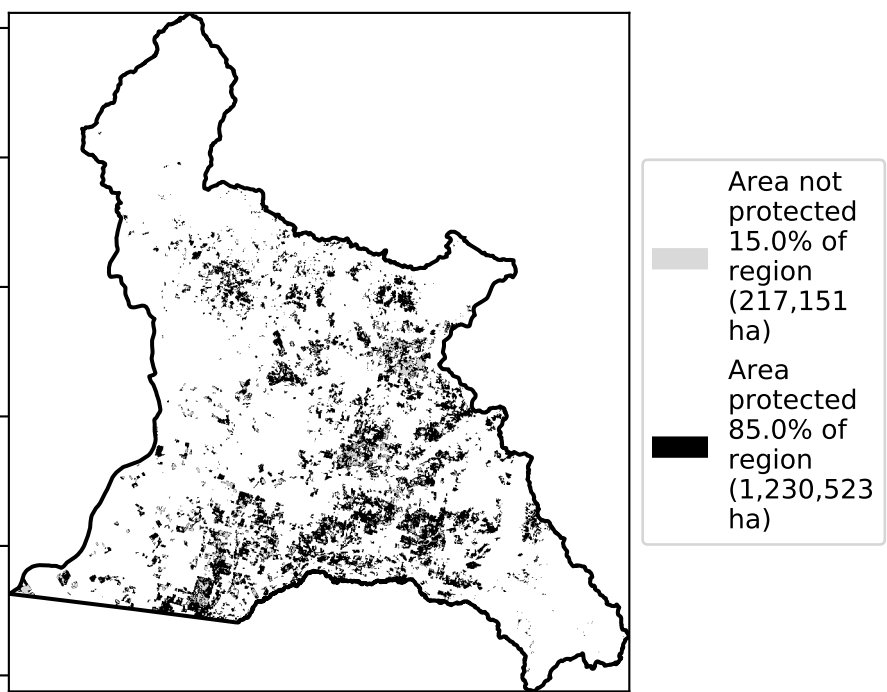 Area not
protected
15.0% of
region
(217,151
ha)
Area
protected
85.0% of
region
(1,230,523
ha)